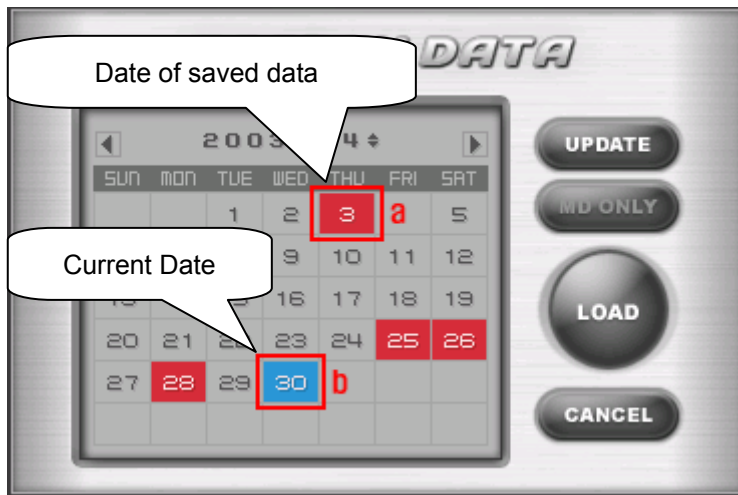 Date of saved data
DATA
2003 4
SUN MON TUE WED THU FRI SAT
1 2 3 a 5
Current Date
9 10 11 12
16 17 18 19
20 21 23 24 25 26
27 28 29 30 b
UPDATE
MD ONLY
LOAD
CANCEL